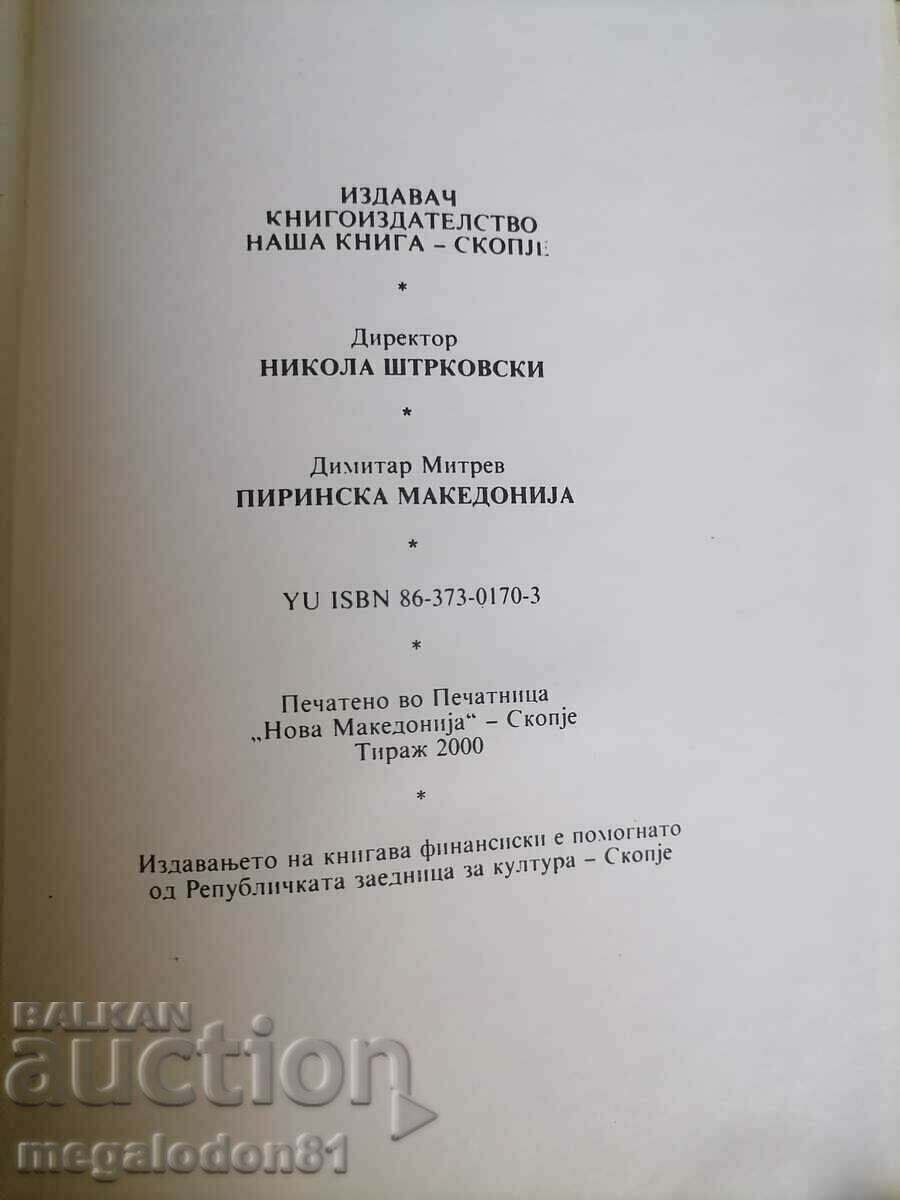 ИЗДАВАЧ
КНИГОИЗДАТЕЛСТВО
НАША КНИГА – СКОПЈЕ
*
Директор
НИКОЛА ШТРКОВСКИ
*
Димитар Митрев
ПИРИНСКА МАКЕДОНИЈА
*
YU ISBN 86-373-0170-3
*
Печатено во Печатница
„Нова Македонија“ – Скопје
Тираж 2000
*
Издавањето на книгава финансиски е помогнато
од Републичката заедница за култура – Скопје
BALKAN
auction
megalodon81